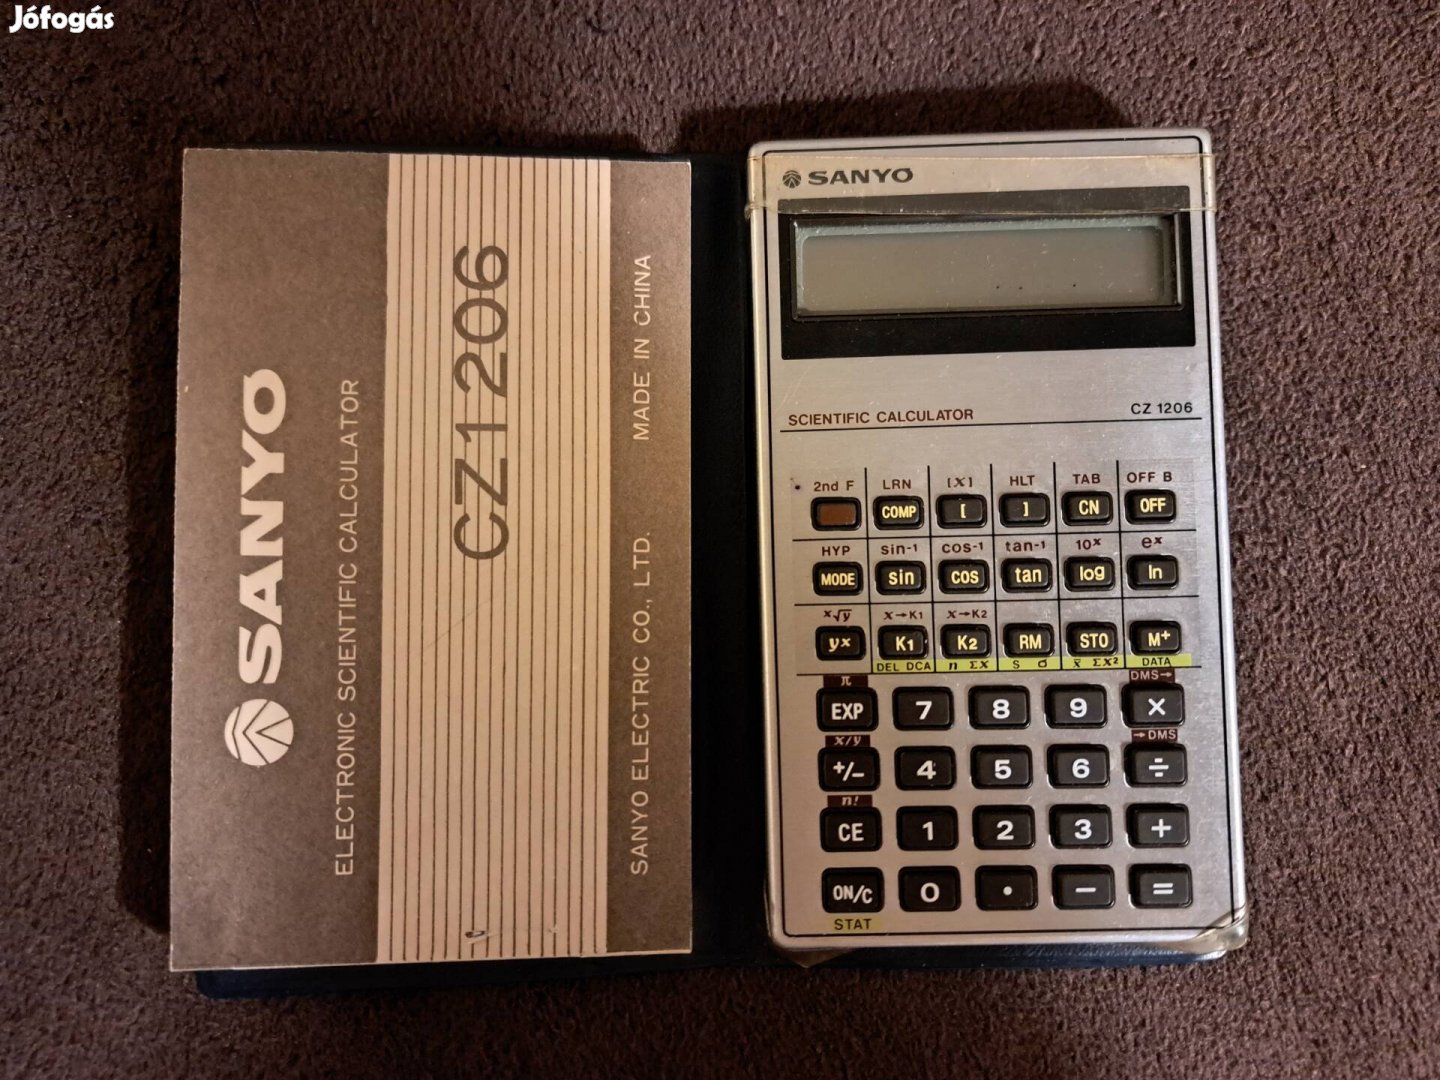 Jófogás
SANYO
ELECTRONIC SCIENTIFIC CALCULATOR
CZ1206
SANYO ELECTRIC CO., LTD. MADE IN CHINA
SANYO
SCIENTIFIC CALCULATOR CZ 1206
2nd F LRN [X] HLT TAB OFF B
COMP [ ] CN OFF
HYP sin-1 cos-1 tan-1 10x ex
MODE sin cos tan log ln
x√y x→K1 x→K2
yx K1 K2 RM STO M+
DEL DCA n ΣX S σ x̄ ΣX2 DATA
π DMS→
EXP 7 8 9 ×
x/y →DMS
+/− 4 5 6 ÷
n!
CE 1 2 3 +
ON/C 0 · − =
STAT